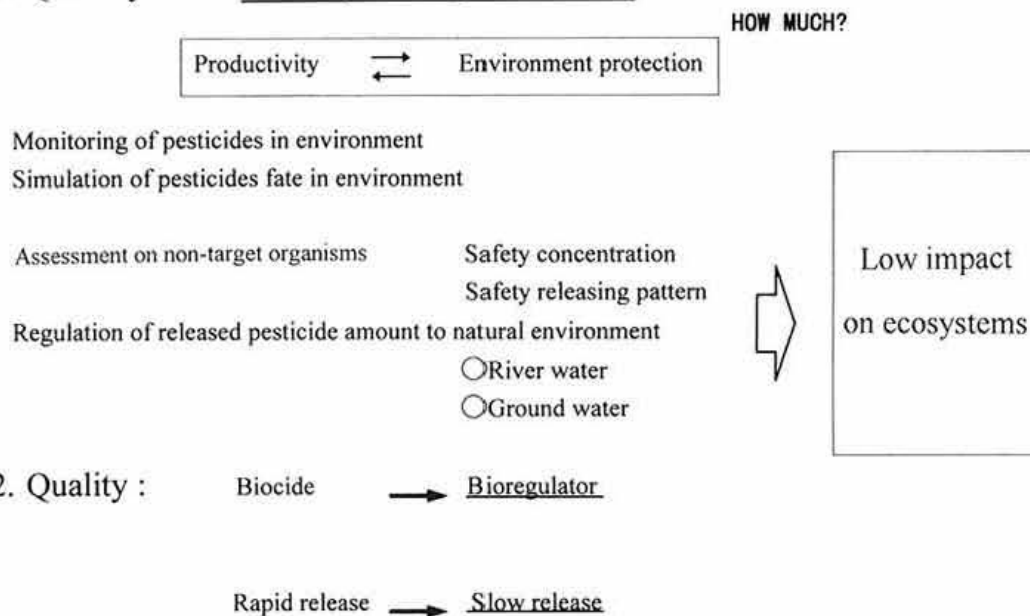 HOW MUCH?
Productivity ⇄ Environment protection
Monitoring of pesticides in environment
Simulation of pesticides fate in environment
Assessment on non-target organisms Safety concentration
Safety releasing pattern
Regulation of released pesticide amount to natural environment
○River water
○Ground water
Low impact
on ecosystems
2. Quality : Biocide → Bioregulator
Rapid release → Slow release